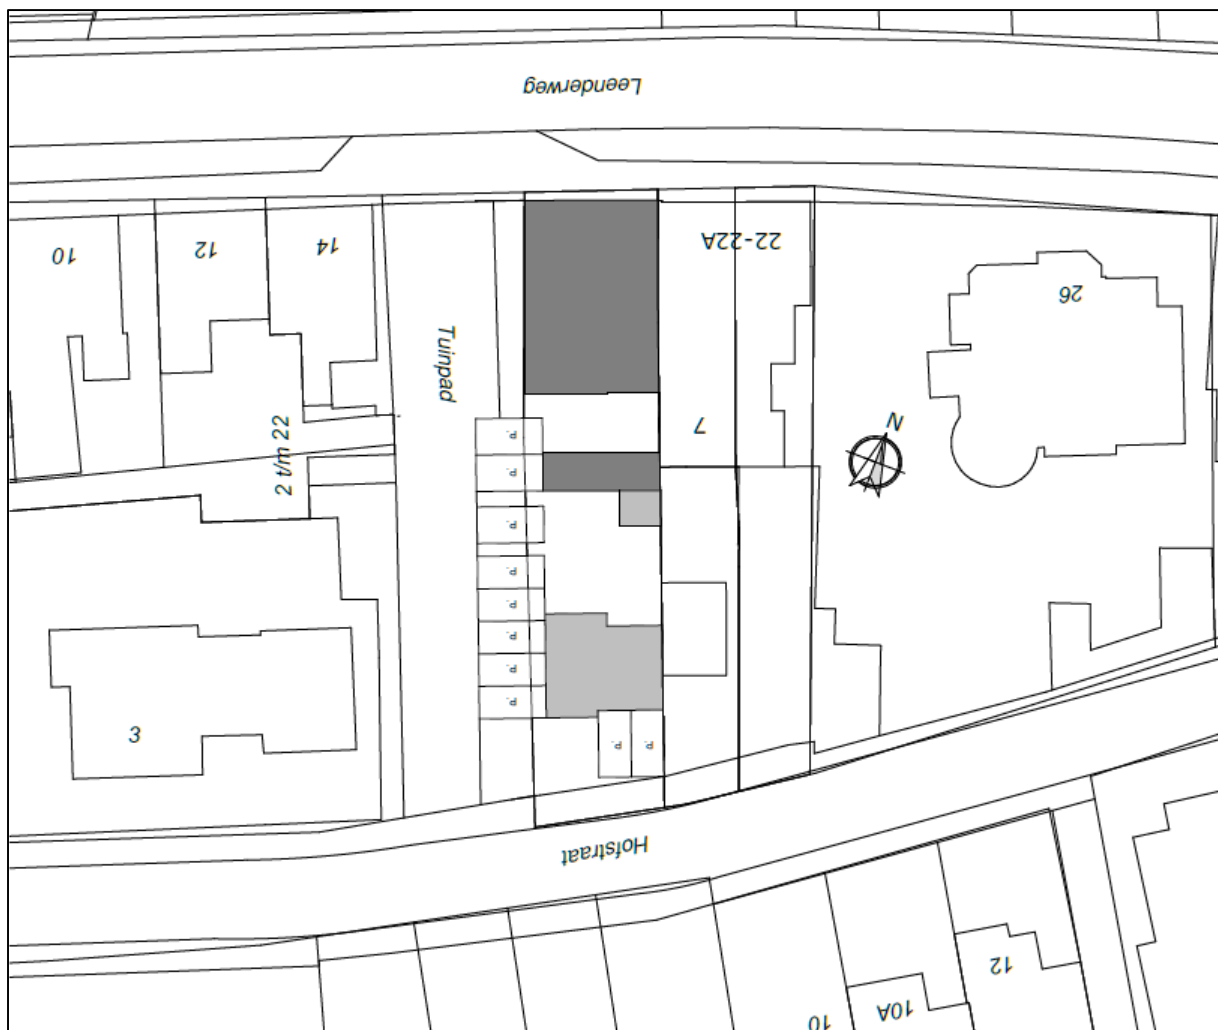 Leenderweg
10
12
14
22-22A
26
Tuinpad
7
N
2 t/m 22
p.
p.
p.
p.
p.
p.
p.
p.
3
p.
p.
Hofstraat
12
10A
10